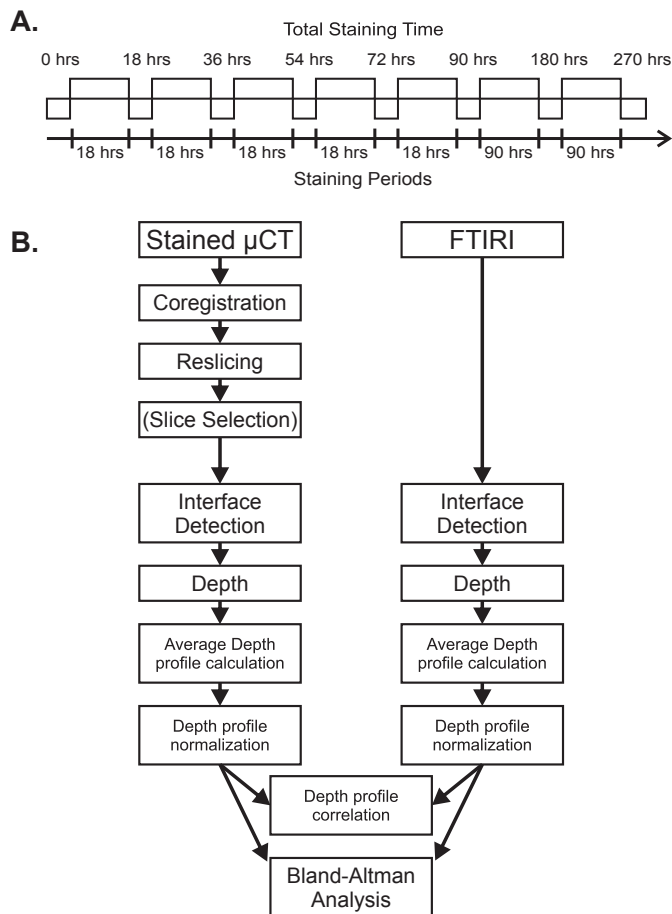 A.
Total Staining Time
0 hrs 18 hrs 36 hrs 54 hrs 72 hrs 90 hrs 180 hrs 270 hrs
18 hrs 18 hrs 18 hrs 18 hrs 18 hrs 90 hrs 90 hrs
Staining Periods
B.
Stained µCT
FTIRI
Coregistration
Reslicing
(Slice Selection)
Interface
Detection
Interface
Detection
Depth
Depth
Average Depth
profile calculation
Average Depth
profile calculation
Depth profile
normalization
Depth profile
normalization
Depth profile
correlation
Bland-Altman
Analysis